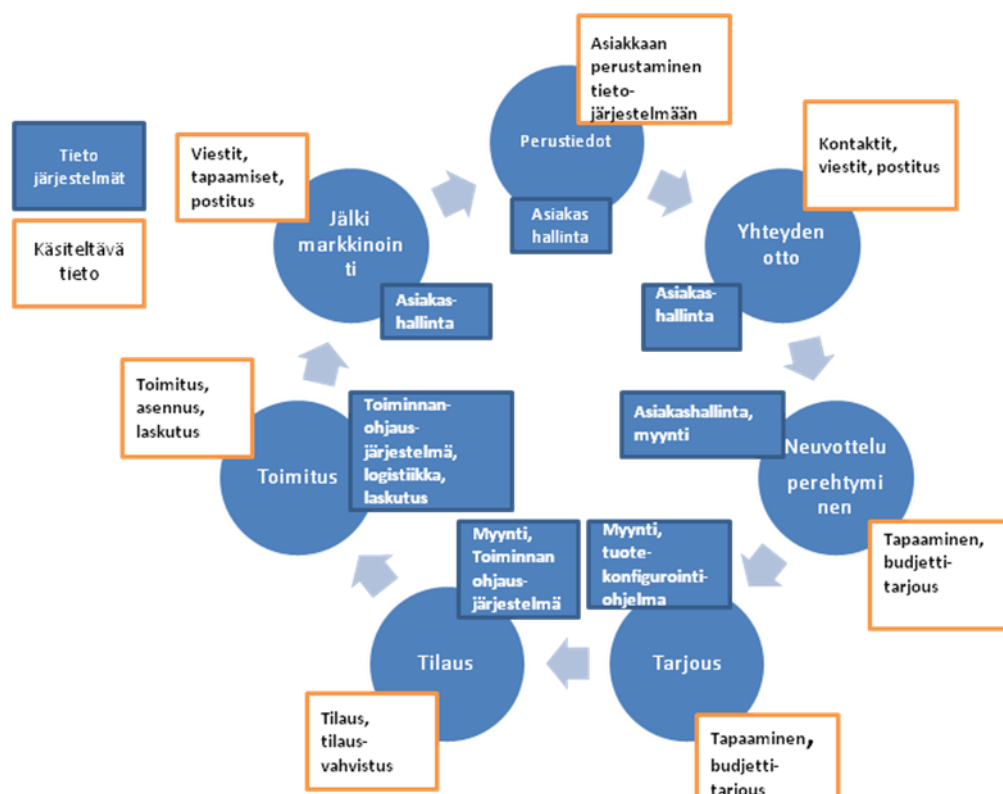 Tieto
järjestelmät
Käsiteltävä
tieto
Asiakkaan
perustaminen
tieto-
järjestelmään
Perustiedot
Asiakas
hallinta
Kontaktit,
viestit, postitus
Yhteyden
otto
Asiakas-
hallinta
Asiakashallinta,
myynti
Neuvottelu
perehtymi
nen
Tapaaminen,
budjetti-
tarjous
Myynti,
tuote-
konfigurointi-
ohjelma
Tarjous
Tapaaminen,
budjetti-
tarjous
Myynti,
Toiminnan
ohjaus-
järjestelmä
Tilaus
Tilaus,
tilaus-
vahvistus
Toimitus,
asennus,
laskutus
Toiminnan-
ohjaus-
järjestelmä,
logistiikka,
laskutus
Toimitus
Viestit,
tapaamiset,
postitus
Jälki
markkinoin
ti
Asiakas-
hallinta